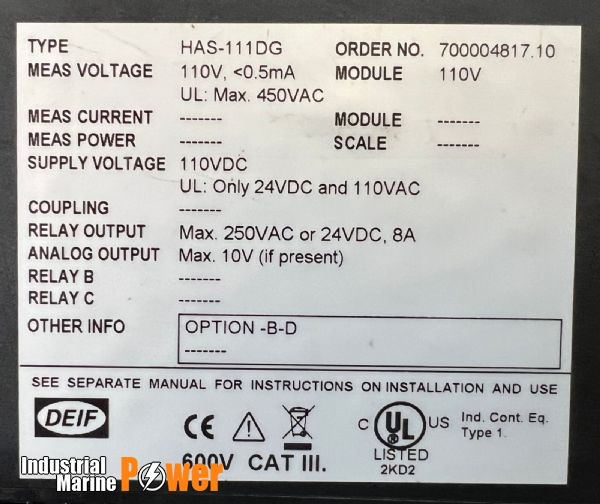 TYPE HAS-111DG ORDER NO. 700004817.10
MEAS VOLTAGE 110V, <0.5mA MODULE 110V
UL: Max. 450VAC
MEAS CURRENT ------- MODULE -------
MEAS POWER ------- SCALE -------
SUPPLY VOLTAGE 110VDC
UL: Only 24VDC and 110VAC
COUPLING -------
RELAY OUTPUT Max. 250VAC or 24VDC, 8A
ANALOG OUTPUT Max. 10V (if present)
RELAY B -------
RELAY C -------
OTHER INFO OPTION -B-D
-------
SEE SEPARATE MANUAL FOR INSTRUCTIONS ON INSTALLATION AND USE
DEIF CE C UL US Ind. Cont. Eq.
Type 1.
LISTED
600V CAT III. 2KD2
Industrial
Marine Power